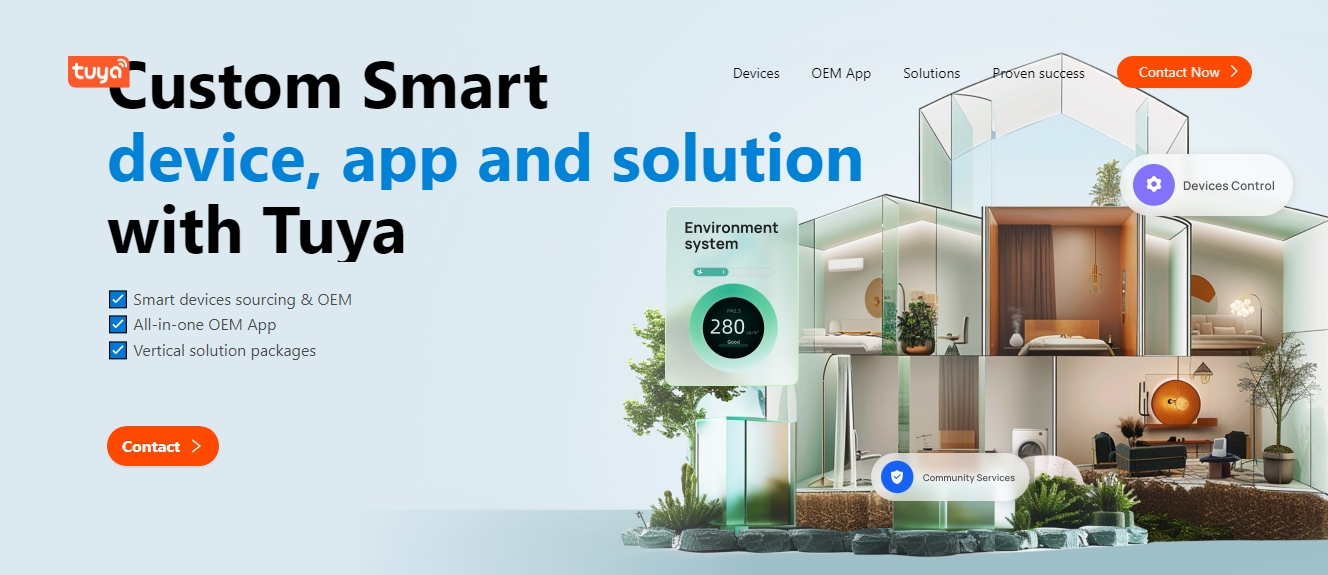 tuya
Devices
OEM App
Solutions
Proven success
Contact Now
Custom Smart
device, app and solution
with Tuya
Smart devices sourcing & OEM
All-in-one OEM App
Vertical solution packages
Contact
Devices Control
Environment
system
PM2.5
280
Good
Community Services